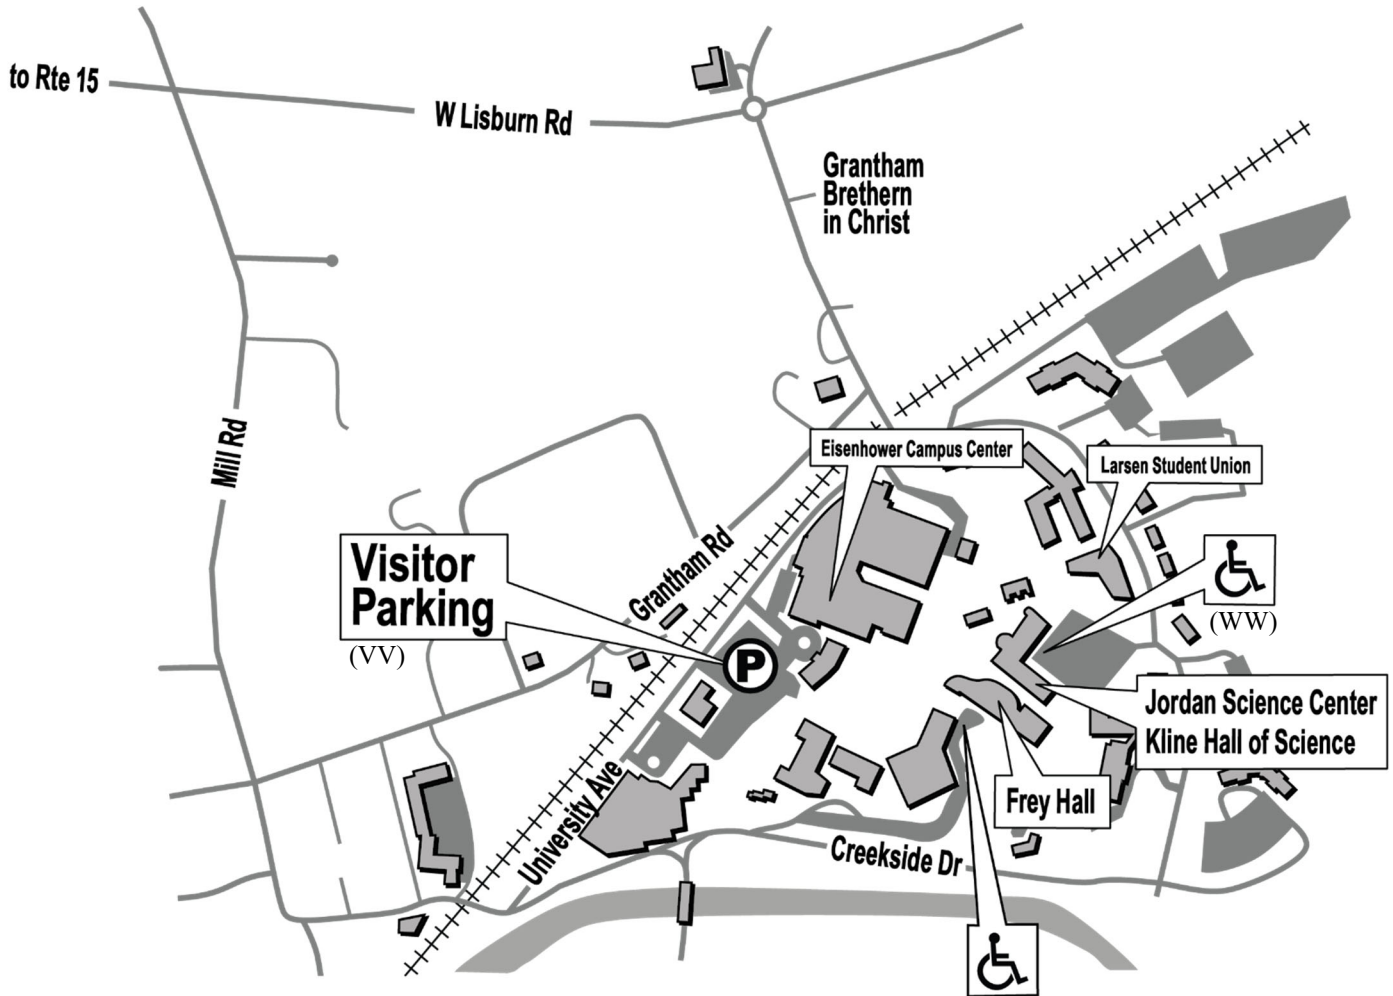 to Rte 15
W Lisburn Rd
Grantham
Brethern
in Christ
Mill Rd
Eisenhower Campus Center
Larsen Student Union
Visitor
Parking
(VV)
Grantham Rd
P
(WW)
Jordan Science Center
Kline Hall of Science
University Ave
Frey Hall
Creekside Dr